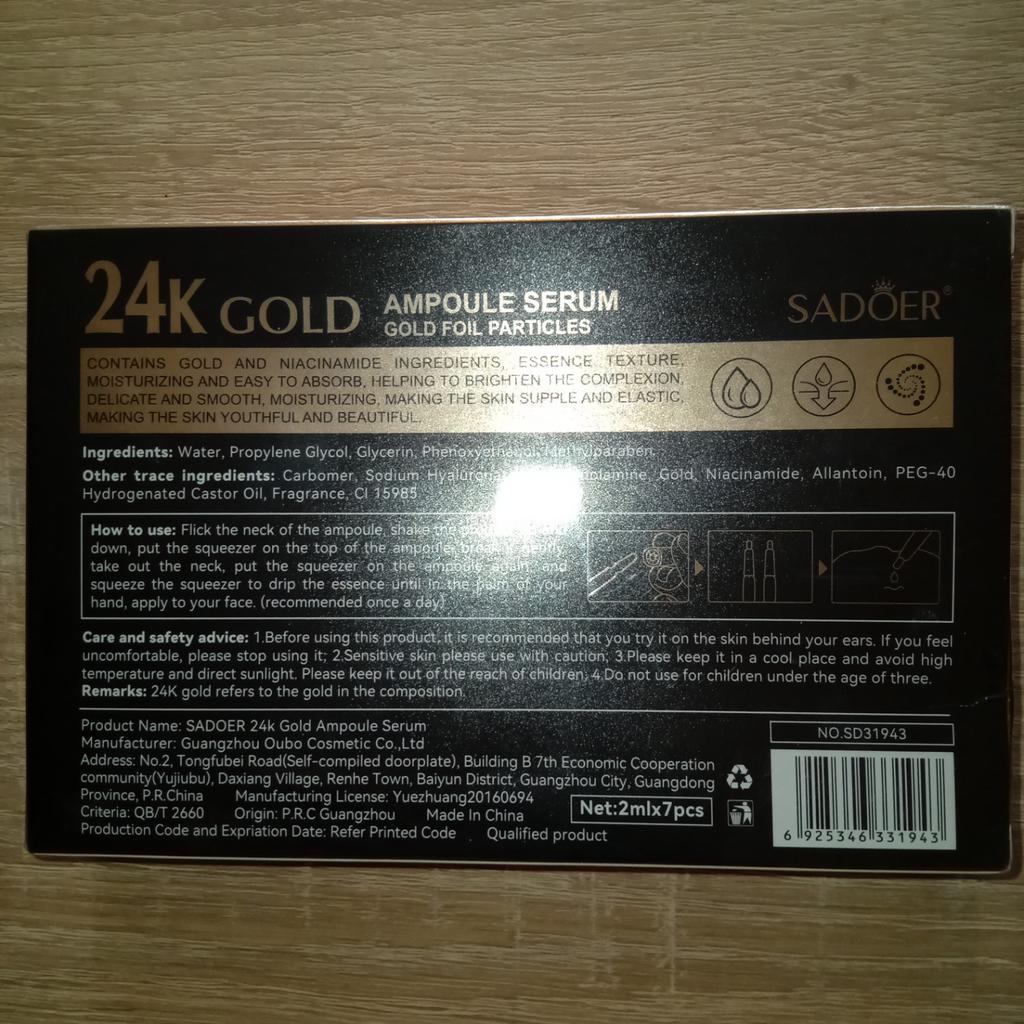 24K GOLD AMPOULE SERUM
GOLD FOIL PARTICLES
SADOER®
CONTAINS GOLD AND NIACINAMIDE INGREDIENTS, ESSENCE TEXTURE,
MOISTURIZING AND EASY TO ABSORB, HELPING TO BRIGHTEN THE COMPLEXION,
DELICATE AND SMOOTH, MOISTURIZING, MAKING THE SKIN SUPPLE AND ELASTIC,
MAKING THE SKIN YOUTHFUL AND BEAUTIFUL.
Ingredients: Water, Propylene Glycol, Glycerin, Phenoxyethanol, Methylparaben.
Other trace ingredients: Carbomer, Sodium Gold, Niacinamide, Allantoin, PEG-40
Hydrogenated Castor Oil, Fragrance, CI 15985
How to use: Flick the neck of the ampoule, shake the
down, put the squeezer on the top of the ampoule,
take out the neck, put the squeezer on the ampoule again, and
squeeze the squeezer to drip the essence until in the palm of your
hand, apply to your face. (recommended once a day)
Care and safety advice: 1.Before using this product, it is recommended that you try it on the skin behind your ears. If you feel
uncomfortable, please stop using it; 2.Sensitive skin please use with caution; 3.Please keep it in a cool place and avoid high
temperature and direct sunlight. Please keep it out of the reach of children; 4.Do not use for children under the age of three.
Remarks: 24K gold refers to the gold in the composition.
Product Name: SADOER 24k Gold Ampoule Serum
Manufacturer: Guangzhou Oubo Cosmetic Co.,Ltd
Address: No.2, Tongfubei Road(Self-compiled doorplate), Building B 7th Economic Cooperation
community(Yujiubu), Daxiang Village, Renhe Town, Baiyun District, Guangzhou City, Guangdong
Province, P.R.China Manufacturing License: Yuezhuang20160694
Criteria: QB/T 2660 Origin: P.R.C Guangzhou Made In China
Production Code and Expriation Date: Refer Printed Code Qualified product
Net:2mlx7pcs
NO.SD31943
6 925346 331943